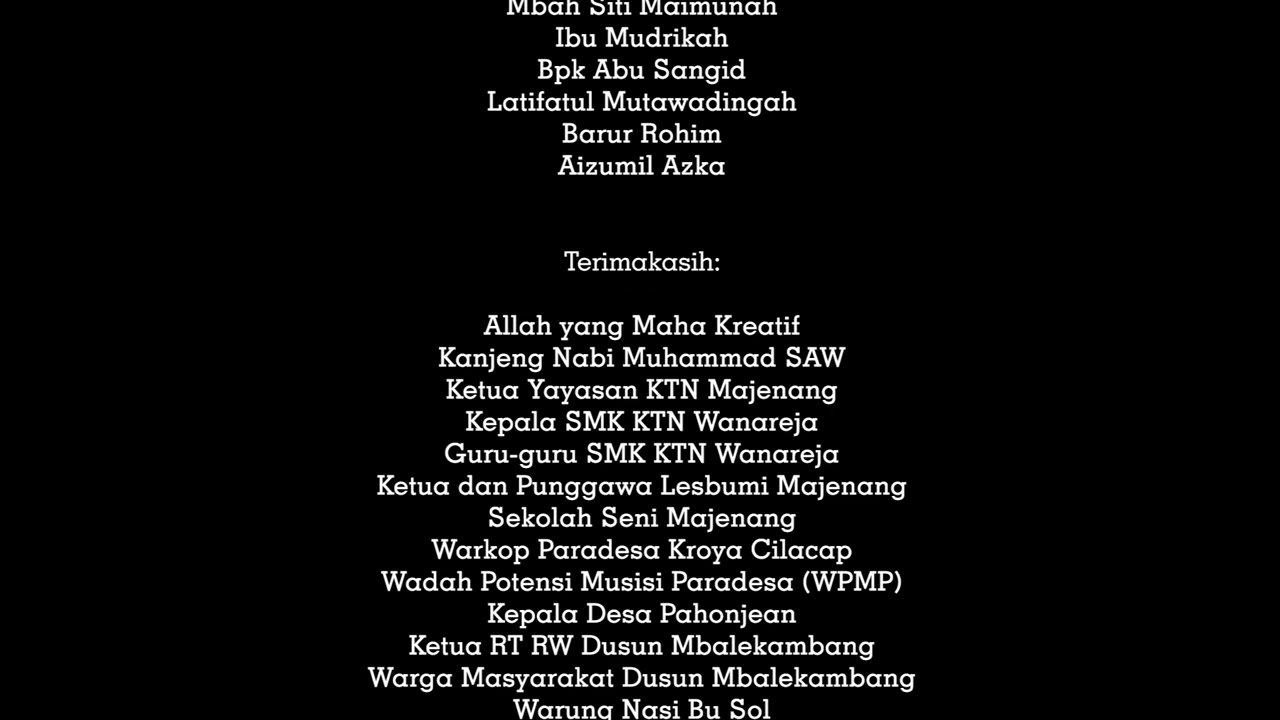 Mbah Siti Maimunah
Ibu Mudrikah
Bpk Abu Sangid
Latifatul Mutawadingah
Barur Rohim
Aizumil Azka
Terimakasih:
Allah yang Maha Kreatif
Kanjeng Nabi Muhammad SAW
Ketua Yayasan KTN Majenang
Kepala SMK KTN Wanareja
Guru-guru SMK KTN Wanareja
Ketua dan Punggawa Lesbumi Majenang
Sekolah Seni Majenang
Warkop Paradesa Kroya Cilacap
Wadah Potensi Musisi Paradesa (WPMP)
Kepala Desa Pahonjean
Ketua RT RW Dusun Mbalekambang
Warga Masyarakat Dusun Mbalekambang
Warung Nasi Bu Sol